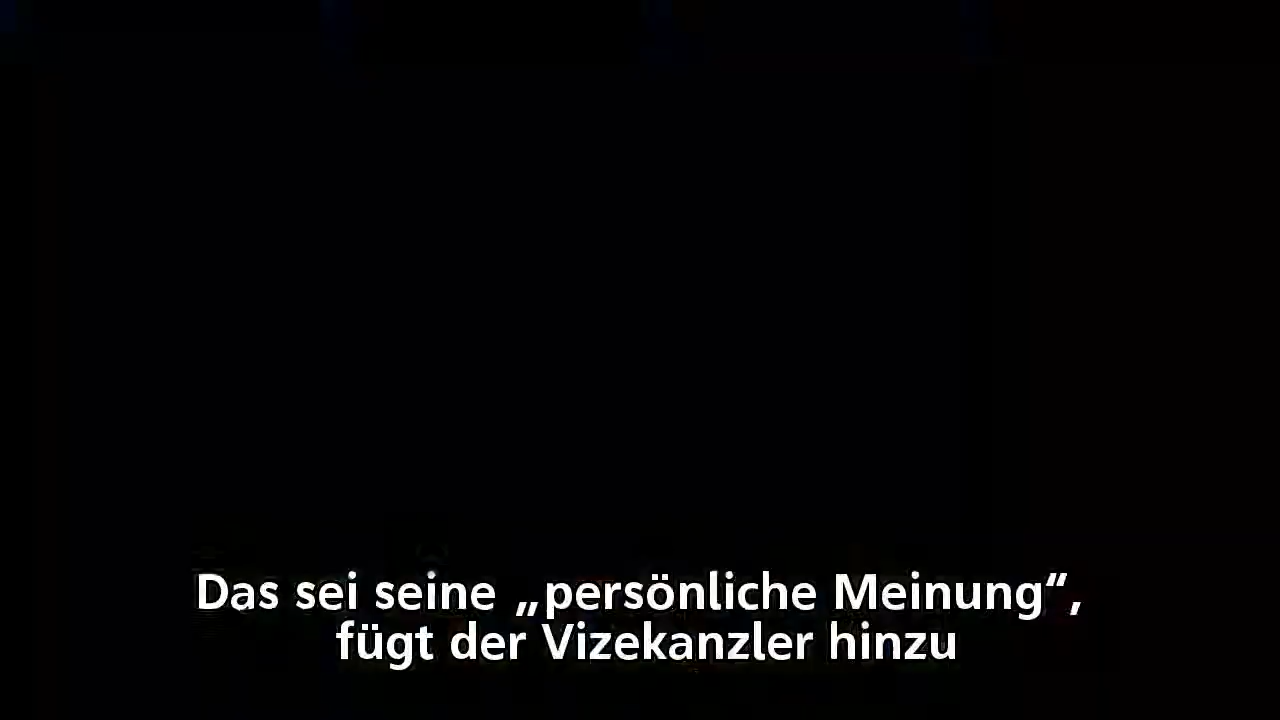 Das sei seine „persönliche Meinung“,
fügt der Vizekanzler hinzu